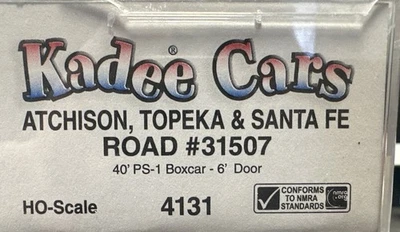 Kadee® Cars
ATCHISON, TOPEKA & SANTA FE
ROAD #31507
40' PS-1 Boxcar - 6' Door
HO-Scale 4131 CONFORMS TO NMRA STANDARDS